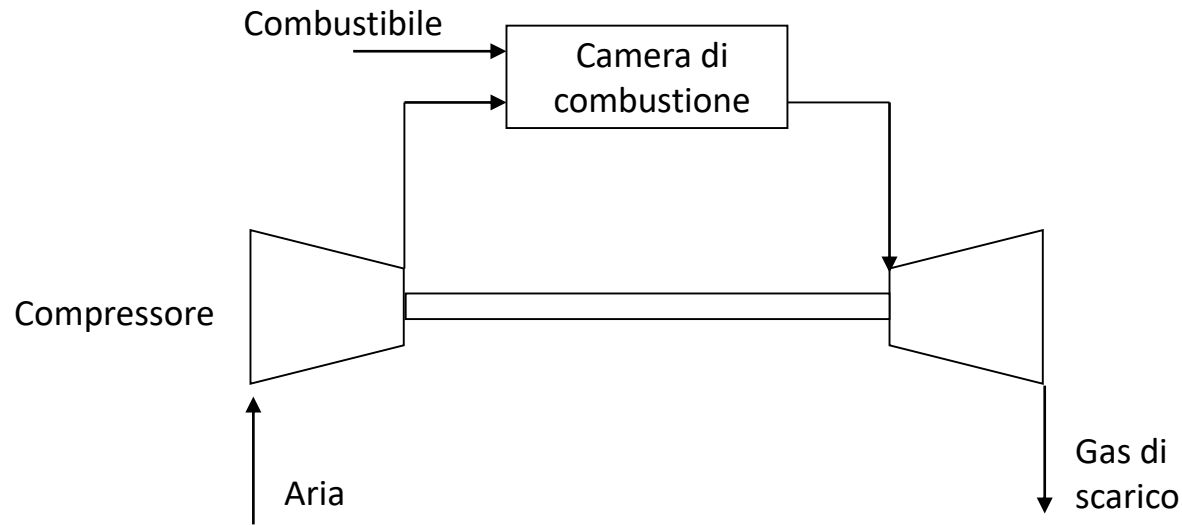 Combustibile
Camera di
combustione
Compressore
Aria
Gas di
scarico